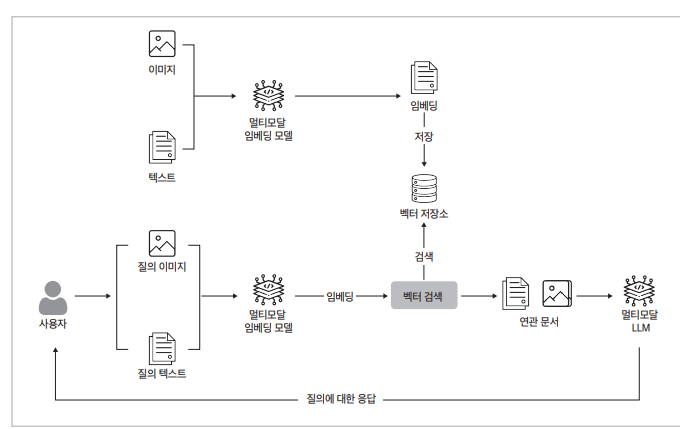 이미지
멀티모달
임베딩 모델
임베딩
텍스트
저장
벡터 저장소
검색
질의 이미지
사용자
멀티모달
임베딩 모델
임베딩
벡터 검색
연관 문서
멀티모달
LLM
질의 텍스트
질의에 대한 응답